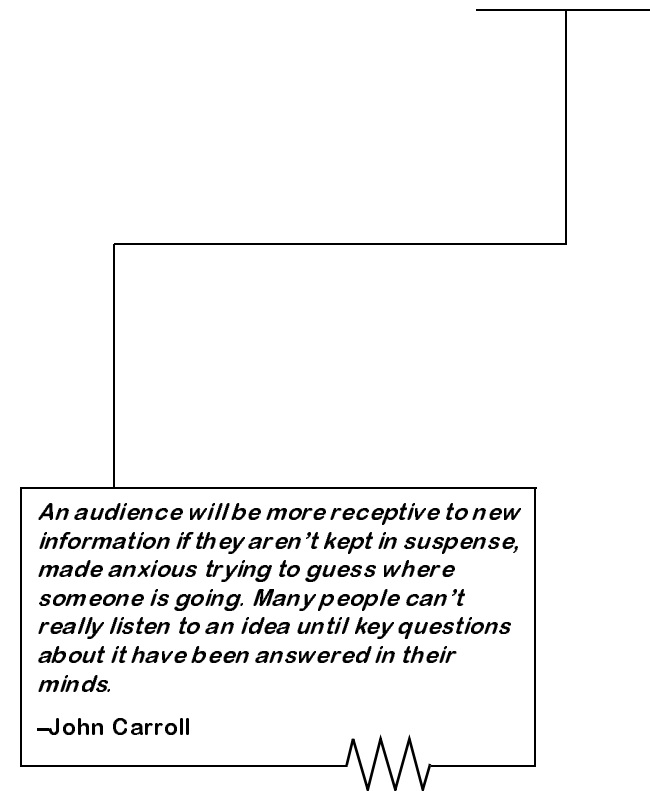 An audience will be more receptive to new
information if they aren’t kept in suspense,
made anxious trying to guess where
someone is going. Many people can’t
really listen to an idea until key questions
about it have been answered in their
minds.
–John Carroll